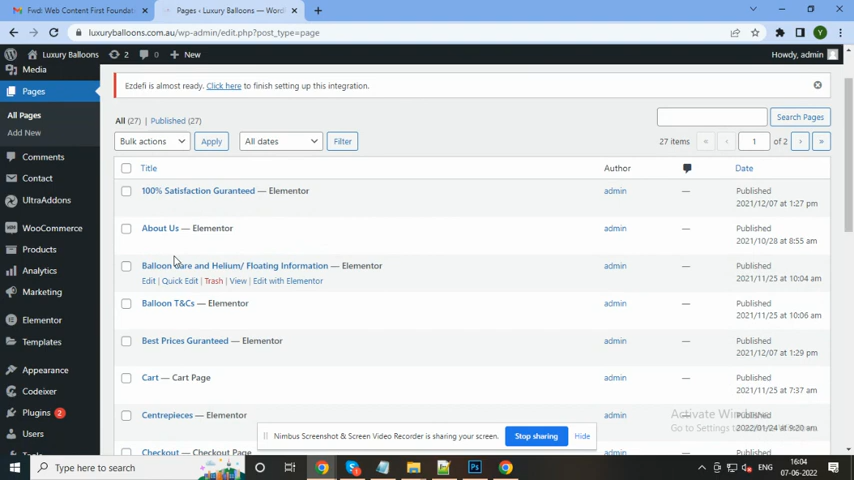 Fwd: Web Content First Foundat
Pages ‹ Luxury Balloons — Word
luxuryballoons.com.au/wp-admin/edit.php?post_type=page
Y
Luxury Balloons 2 0 + New
Howdy, admin
Media
Pages
All Pages
Add New
Comments
Contact
UltraAddons
WooCommerce
Products
Analytics
Marketing
Elementor
Templates
Appearance
Codeixer
Plugins 2
Users
Ezdefi is almost ready. Click here to finish setting up this integration.
All (27) | Published (27)
Search Pages
Bulk actions Apply All dates Filter
27 items « ‹ 1 of 2 › »
Title Author Date
100% Satisfaction Guranteed — Elementor admin — Published
2021/12/07 at 1:27 pm
About Us — Elementor admin — Published
2021/10/28 at 8:55 am
Balloon Care and Helium/ Floating Information — Elementor admin — Published
Edit | Quick Edit | Trash | View | Edit with Elementor 2021/11/25 at 10:04 am
Balloon T&Cs — Elementor admin — Published
2021/11/25 at 10:06 am
Best Prices Guranteed — Elementor admin — Published
2021/12/07 at 1:29 pm
Cart — Cart Page admin — Published
2021/11/25 at 7:37 am
Centrepieces — Elementor admin — Published
2022/01/24 at 9:20 am
Checkout — Checkout Page
Activate Windows
Go to Settings
Nimbus Screenshot & Screen Video Recorder is sharing your screen. Stop sharing Hide
Type here to search
ENG
16:04
07-06-2022